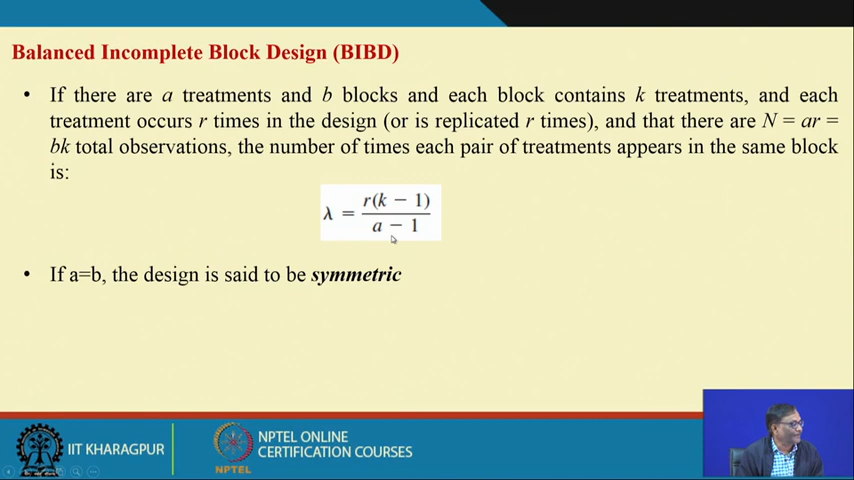 Balanced Incomplete Block Design (BIBD)
• If there are a treatments and b blocks and each block contains k treatments, and each
treatment occurs r times in the design (or is replicated r times), and that there are N = ar =
bk total observations, the number of times each pair of treatments appears in the same block
is:
λ = r(k − 1) / a − 1
• If a=b, the design is said to be symmetric
IIT KHARAGPUR
NPTEL
NPTEL ONLINE
CERTIFICATION COURSES